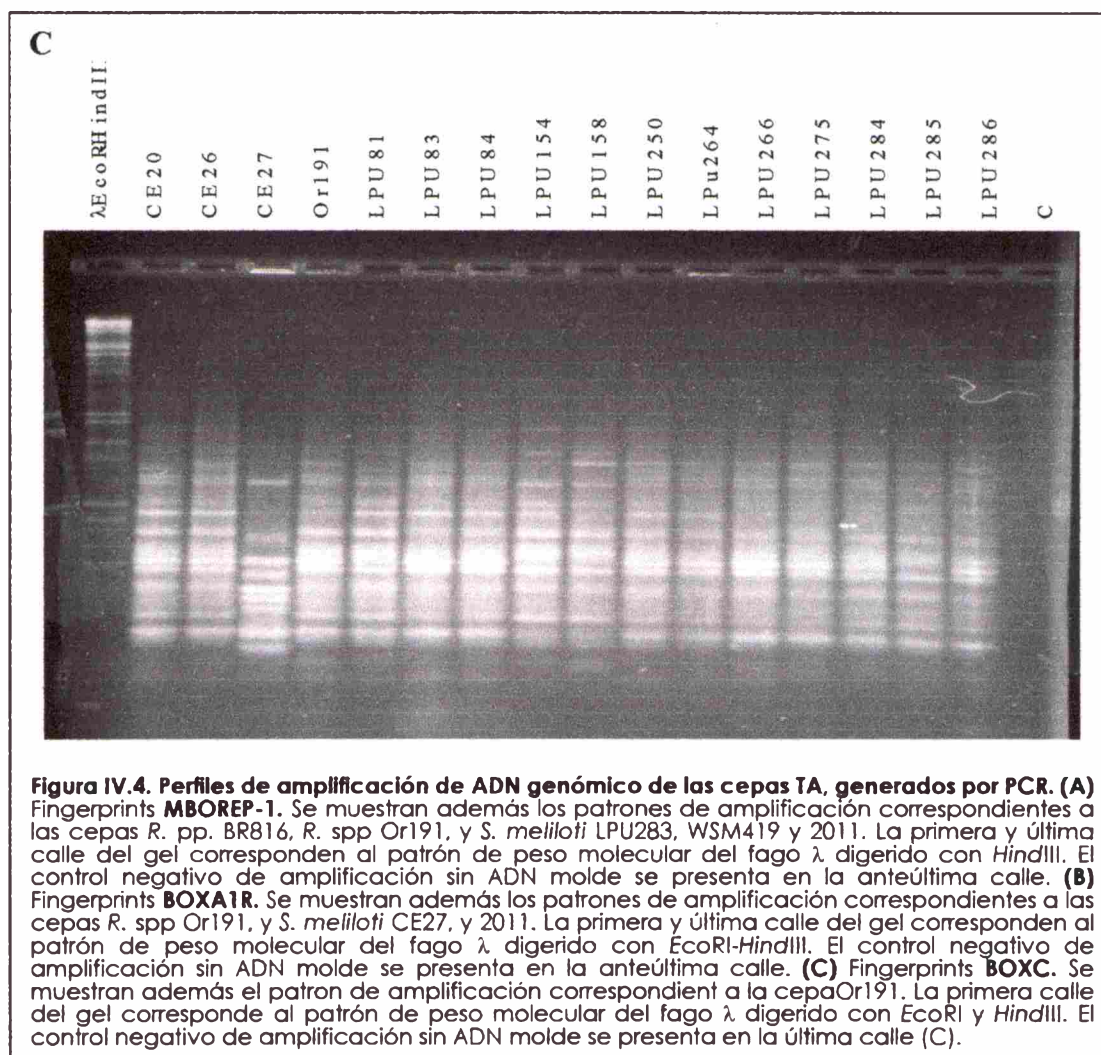 C
λEcoRHindII
CE20
CE26
CE27
Or191
LPU81
LPU83
LPU84
LPU154
LPU158
LPU250
LPu264
LPU266
LPU275
LPU284
LPU285
LPU286
C
Figura IV.4. Perfiles de amplificación de ADN genómico de las cepas TA, generados por PCR. (A)
Fingerprints MBOREP-1. Se muestran además los patrones de amplificación correspondientes a
las cepas R. pp. BR816, R. spp Or191, y S. meliloti LPU283, WSM419 y 2011. La primera y última
calle del gel corresponden al patrón de peso molecular del fago λ digerido con HindIII. El
control negativo de amplificación sin ADN molde se presenta en la anteúltima calle. (B)
Fingerprints BOXA1R. Se muestran además los patrones de amplificación correspondientes a las
cepas R. spp Or191, y S. meliloti CE27, y 2011. La primera y última calle del gel corresponden al
patrón de peso molecular del fago λ digerido con EcoRI-HindIII. El control negativo de
amplificación sin ADN molde se presenta en la anteúltima calle. (C) Fingerprints BOXC. Se
muestran además el patron de amplificación correspondient a la cepaOr191. La primera calle
del gel corresponde al patrón de peso molecular del fago λ digerido con EcoRI y HindIII. El
control negativo de amplificación sin ADN molde se presenta en la última calle (C).